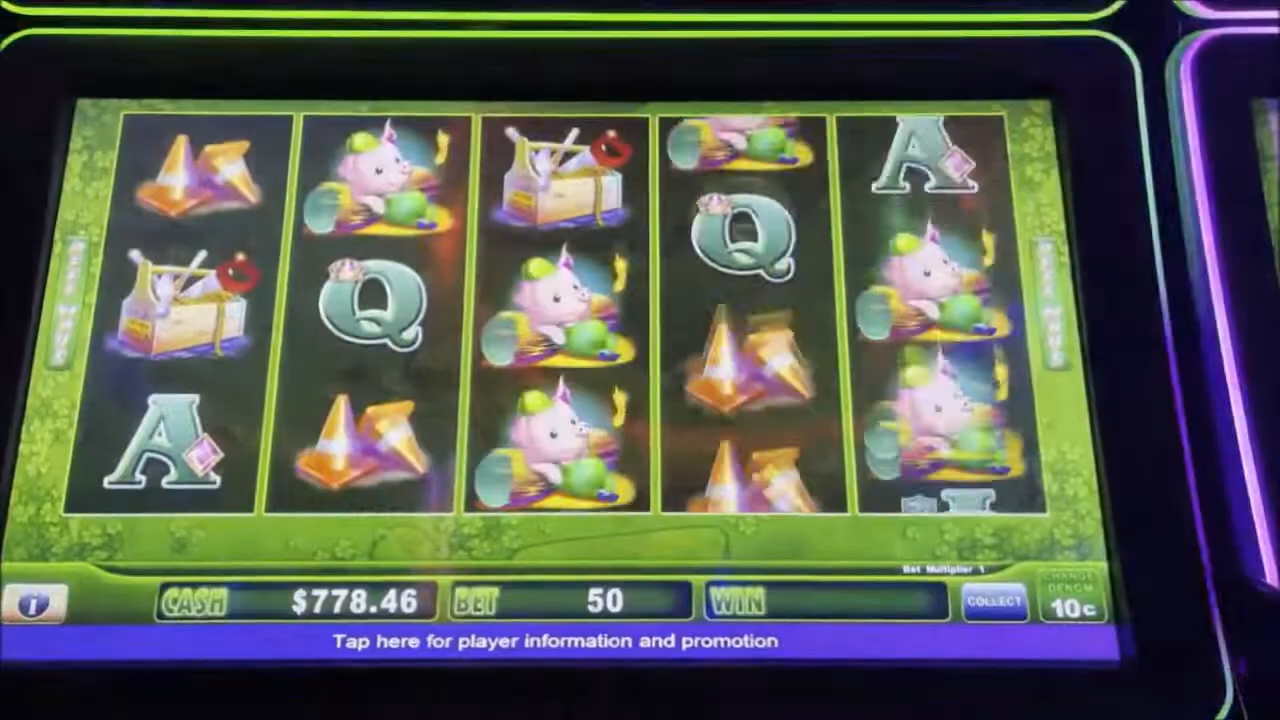 A
Q
Q
A
CASH $778.46 BET 50 WIN
Bet Multiplier 1
COLLECT
CHANGE
DENOM
10¢
i
Tap here for player information and promotion